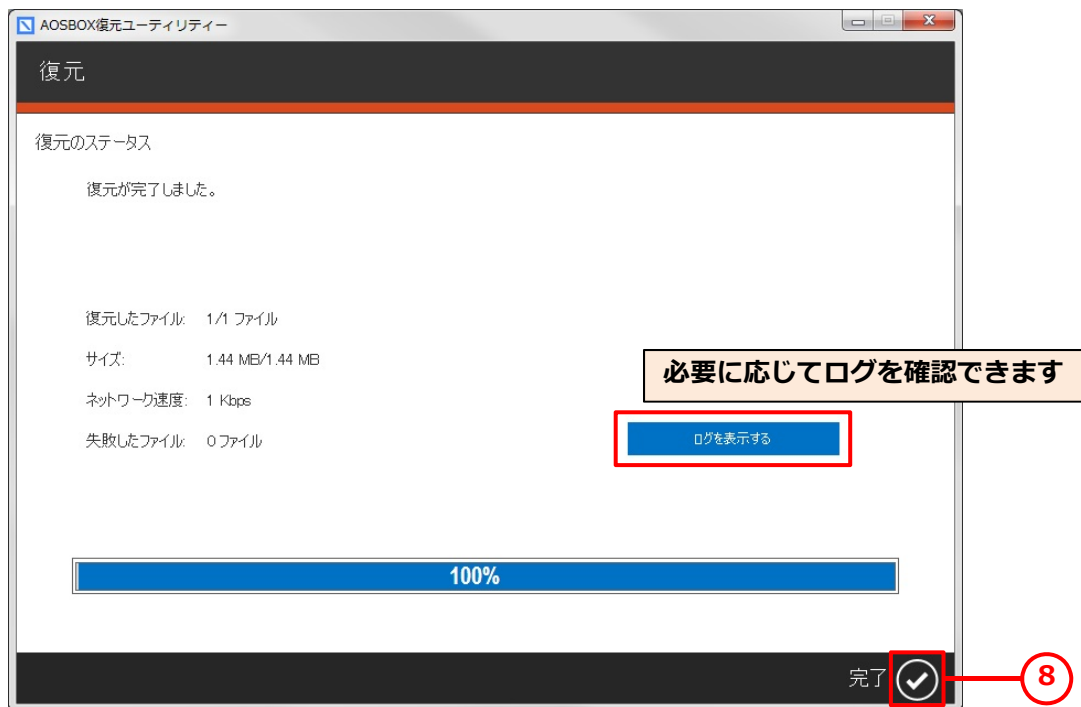 AOSBOX復元ユーティリティー
復元
復元のステータス
復元が完了しました。
復元したファイル: 1/1 ファイル
サイズ: 1.44 MB/1.44 MB
必要に応じてログを確認できます
ネットワーク速度: 1 Kbps
失敗したファイル: 0 ファイル
ログを表示する
100%
完了
8